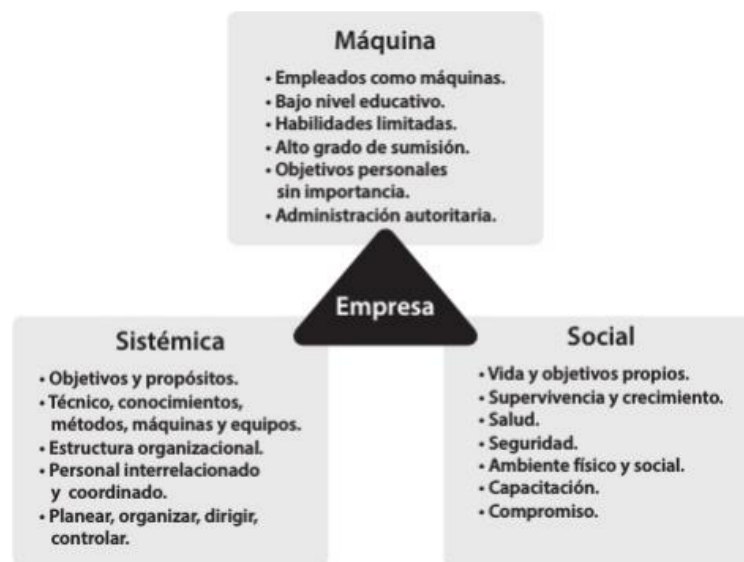 Máquina
• Empleados como máquinas.
• Bajo nivel educativo.
• Habilidades limitadas.
• Alto grado de sumisión.
• Objetivos personales
sin importancia.
• Administración autoritaria.
Empresa
Sistémica
• Objetivos y propósitos.
• Técnico, conocimientos,
métodos, máquinas y equipos.
• Estructura organizacional.
• Personal interrelacionado
y coordinado.
• Planear, organizar, dirigir,
controlar.
Social
• Vida y objetivos propios.
• Supervivencia y crecimiento.
• Salud.
• Seguridad.
• Ambiente físico y social.
• Capacitación.
• Compromiso.